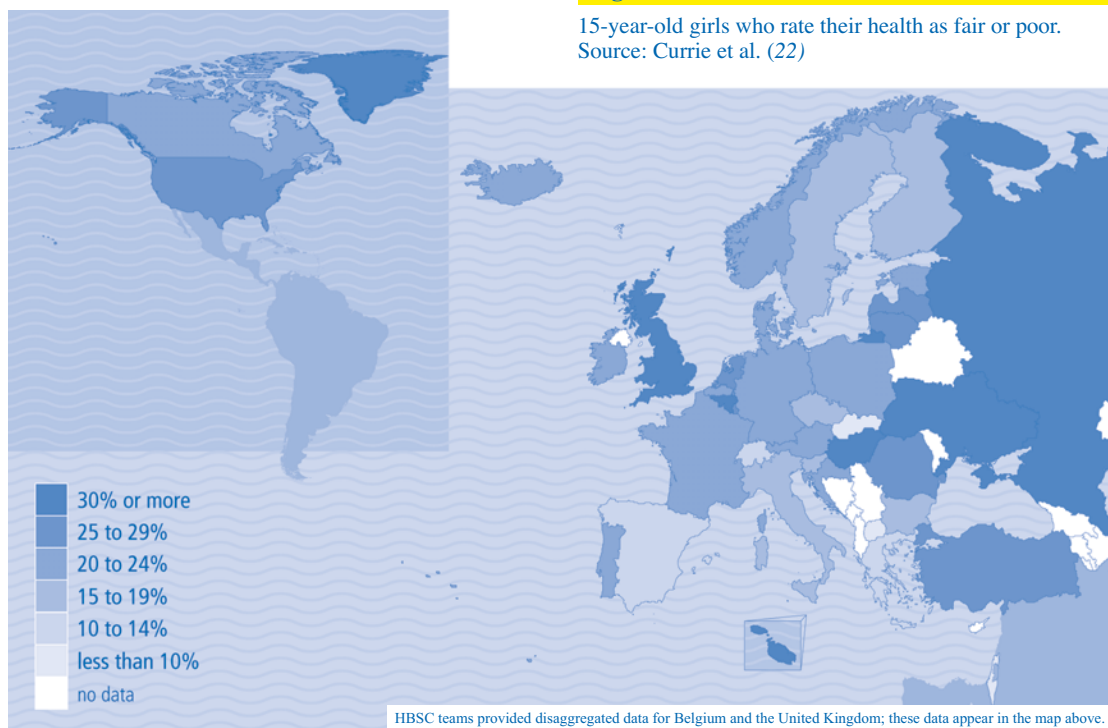 15-year-old girls who rate their health as fair or poor.
Source: Currie et al. (22)
30% or more
25 to 29%
20 to 24%
15 to 19%
10 to 14%
less than 10%
no data
HBSC teams provided disaggregated data for Belgium and the United Kingdom; these data appear in the map above.